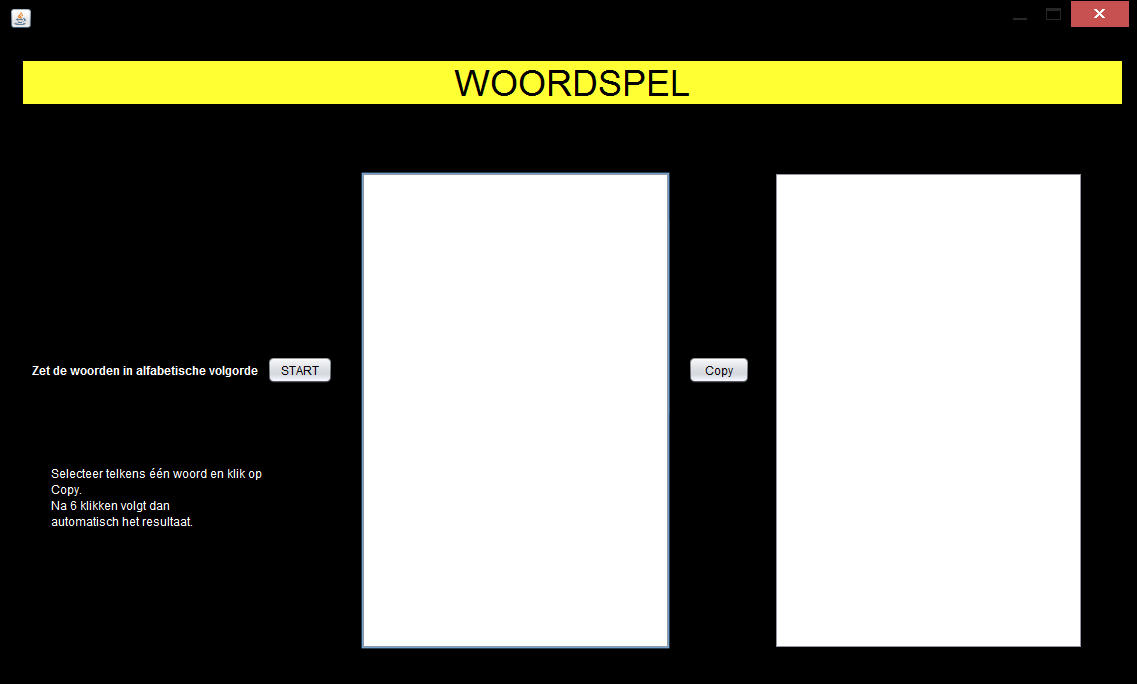 WOORDSPEL
Zet de woorden in alfabetische volgorde
START
Copy
Selecteer telkens één woord en klik op
Copy.
Na 6 klikken volgt dan
automatisch het resultaat.